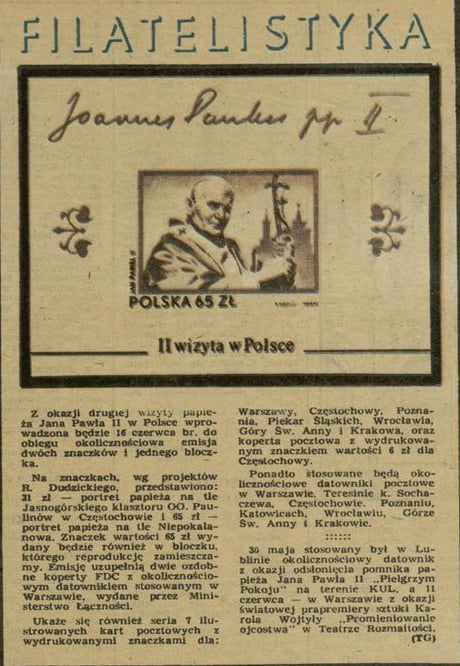 FILATELISTYKA
Joannes Paulus pp II
JAN PAWEŁ II
POLSKA 65 ZŁ
II wizyta w Polsce
Z okazji drugiej wizyty papie-
ża Jana Pawła II w Polsce wpro-
wadzona będzie 16 czerwca br. do
obiegu okolicznościowa emisja
dwóch znaczków i jednego blocz-
ka.
Na znaczkach, wg projektów
R. Dudzickiego, przedstawiono:
31 zł — portret papieża na tle
Jasnogórskiego klasztoru OO. Pau-
linów w Częstochowie i 65 zł —
portret papieża na tle Niepokala-
nowa. Znaczek wartości 65 zł wy-
dany będzie również w bloczku,
którego reprodukcję zamieszcza-
my. Emisję uzupełnią dwie ozdob-
ne koperty FDC z okolicznościo-
wym datownikiem stosowanym w
Warszawie, wydane przez Mini-
sterstwo Łączności.
Ukaże się również seria 7 ilu-
strowanych kart pocztowych z
wydrukowanymi znaczkami dla:
Warszawy, Częstochowy, Pozna-
nia, Piekar Śląskich, Wrocławia,
Góry Św. Anny i Krakowa, oraz
koperta pocztowa z wydrukowa-
nym znaczkiem wartości 6 zł dla
Częstochowy.
Ponadto stosowane będą oko-
licznościowe datowniki pocztowe
w Warszawie, Teresinie k. Socha-
czewa, Częstochowie, Poznaniu,
Katowicach, Wrocławiu, Górze
Św. Anny i Krakowie.
::::::
30 maja stosowany był w Lu-
blinie okolicznościowy datownik
z okazji odsłonięcia pomnika pa-
pieża Jana Pawła II „Pielgrzym
Pokoju" na terenie KUL, a 11
czerwca — w Warszawie z okazji
światowej prapremiery sztuki Ka-
rola Wojtyły „Promieniowanie
ojcostwa" w Teatrze Rozmaitości.
(TG)